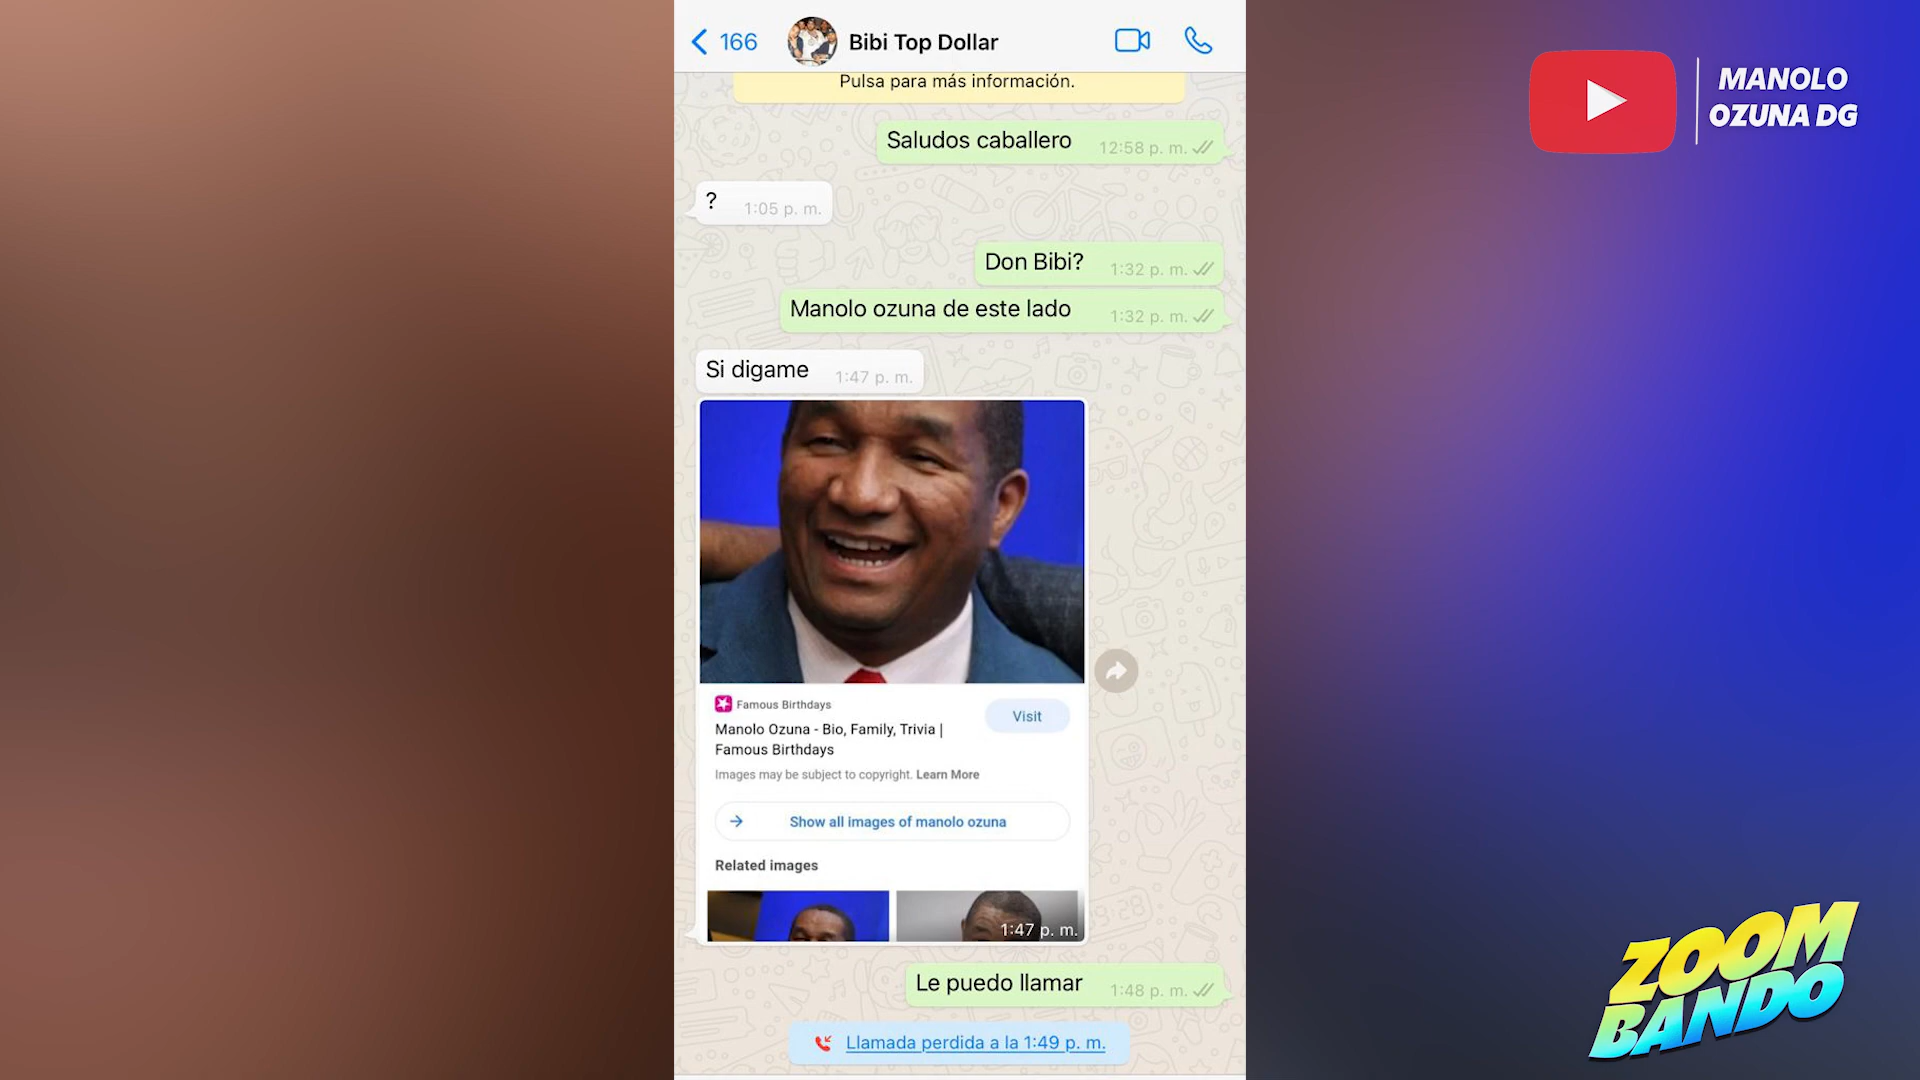 166
Bibi Top Dollar
Pulsa para más información.
Saludos caballero
12:58 p. m.
?
1:05 p. m.
Don Bibi?
1:32 p. m.
Manolo ozuna de este lado
1:32 p. m.
Si digame
1:47 p. m.
Famous Birthdays
Manolo Ozuna - Bio, Family, Trivia |
Famous Birthdays
Visit
Images may be subject to copyright. Learn More
Show all images of manolo ozuna
Related images
1:47 p. m.
Le puedo llamar
1:48 p. m.
Llamada perdida a la 1:49 p. m.
MANOLO
OZUNA DG
ZOOM
BANDO